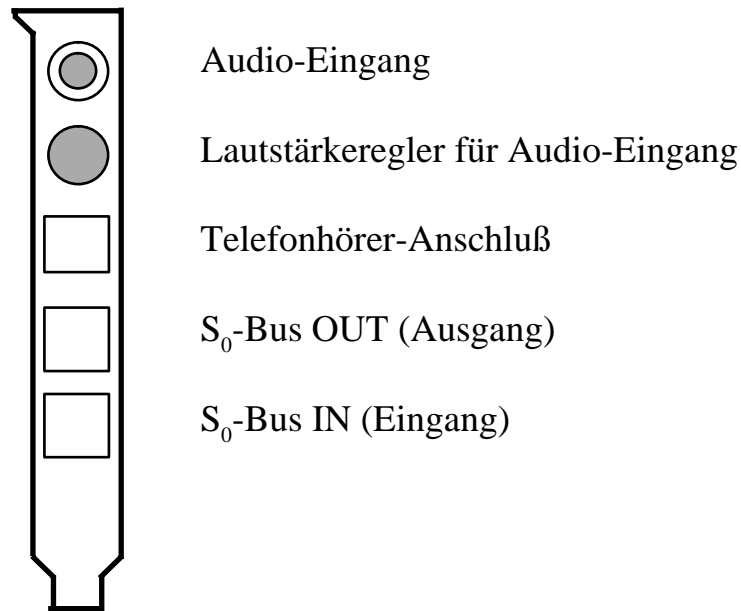 Audio-Eingang
Lautstärkeregler für Audio-Eingang
Telefonhörer-Anschluß
S₀-Bus OUT (Ausgang)
S₀-Bus IN (Eingang)